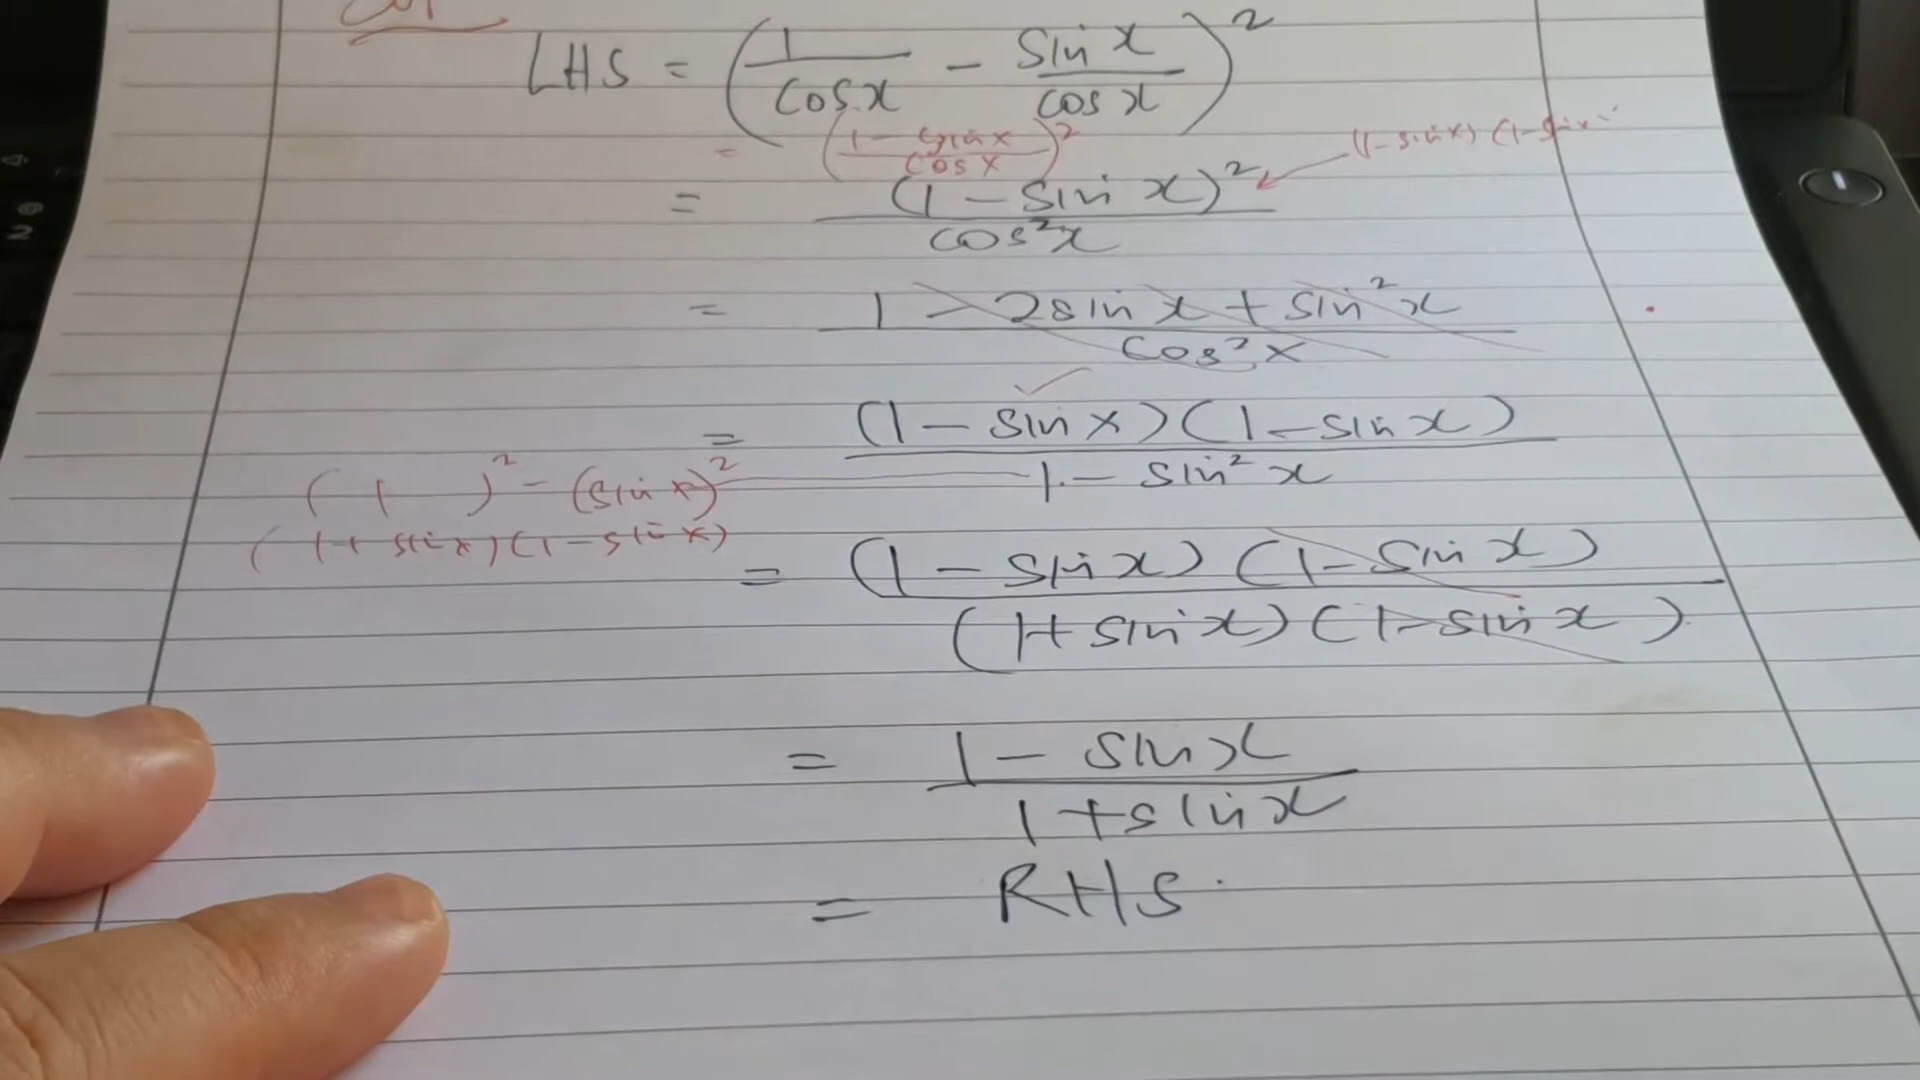 LHS = (1/cos x - sin x/cos x)²
= (1 - sin x/cos x)²
(1 - sin x) (1 - sin x
= (1 - sin x)²/cos²x
= 1 - 2sin x + sin²x/cos²x
= (1 - sin x)(1 - sin x)/1 - sin²x
(1)² - (sin x)²
(1 + sin x)(1 - sin x)
= (1 - sin x)(1 - sin x)/(1 + sin x)(1 - sin x)
= 1 - sin x/1 + sin x
= RHS.